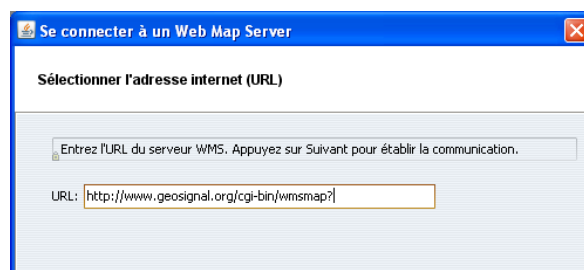 Se connecter à un Web Map Server
Sélectionner l'adresse internet (URL)
Entrez l'URL du serveur WMS. Appuyez sur Suivant pour établir la communication.
URL: http://www.geosignal.org/cgi-bin/wmsmap?